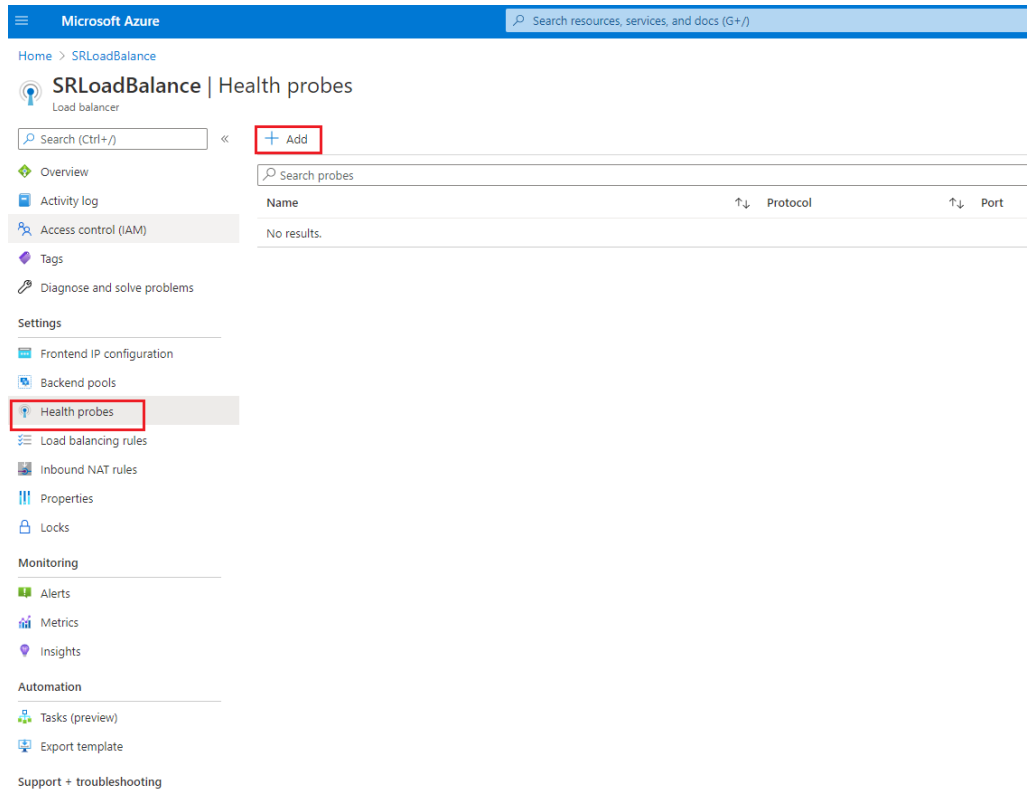 Microsoft Azure
Search resources, services, and docs (G+/)
Home > SRLoadBalance
SRLoadBalance | Health probes
Load balancer
Search (Ctrl+/)
«
+ Add
Overview
Search probes
Activity log
Name ↑↓ Protocol ↑↓ Port
Access control (IAM)
No results.
Tags
Diagnose and solve problems
Settings
Frontend IP configuration
Backend pools
Health probes
Load balancing rules
Inbound NAT rules
Properties
Locks
Monitoring
Alerts
Metrics
Insights
Automation
Tasks (preview)
Export template
Support + troubleshooting